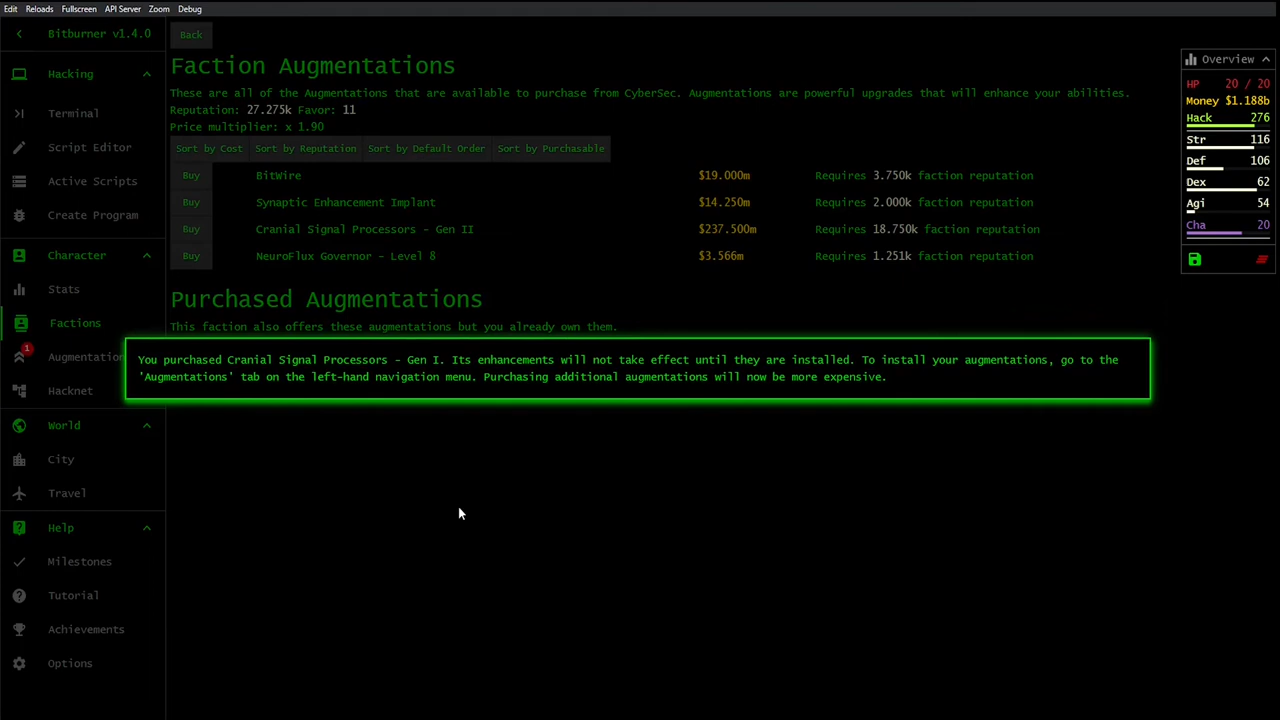 Edit Reloads Fullscreen API Server Zoom Debug
Bitburner v1.4.0
Hacking
Terminal
Script Editor
Active Scripts
Create Program
Character
Stats
Factions
1
Augmentation
Hacknet
World
City
Travel
Help
Milestones
Tutorial
Achievements
Options
Back
Faction Augmentations
These are all of the Augmentations that are available to purchase from CyberSec. Augmentations are powerful upgrades that will enhance your abilities.
Reputation: 27.275k Favor: 11
Price multiplier: x 1.90
Sort by Cost Sort by Reputation Sort by Default Order Sort by Purchasable
Buy BitWire $19.000m Requires 3.750k faction reputation
Buy Synaptic Enhancement Implant $14.250m Requires 2.000k faction reputation
Buy Cranial Signal Processors - Gen II $237.500m Requires 18.750k faction reputation
Buy NeuroFlux Governor - Level 8 $3.566m Requires 1.251k faction reputation
Purchased Augmentations
This faction also offers these augmentations but you already own them.
You purchased Cranial Signal Processors - Gen I. Its enhancements will not take effect until they are installed. To install your augmentations, go to the
'Augmentations' tab on the left-hand navigation menu. Purchasing additional augmentations will now be more expensive.
Overview
HP 20 / 20
Money $1.188b
Hack 276
Str 116
Def 106
Dex 62
Agi 54
Cha 20